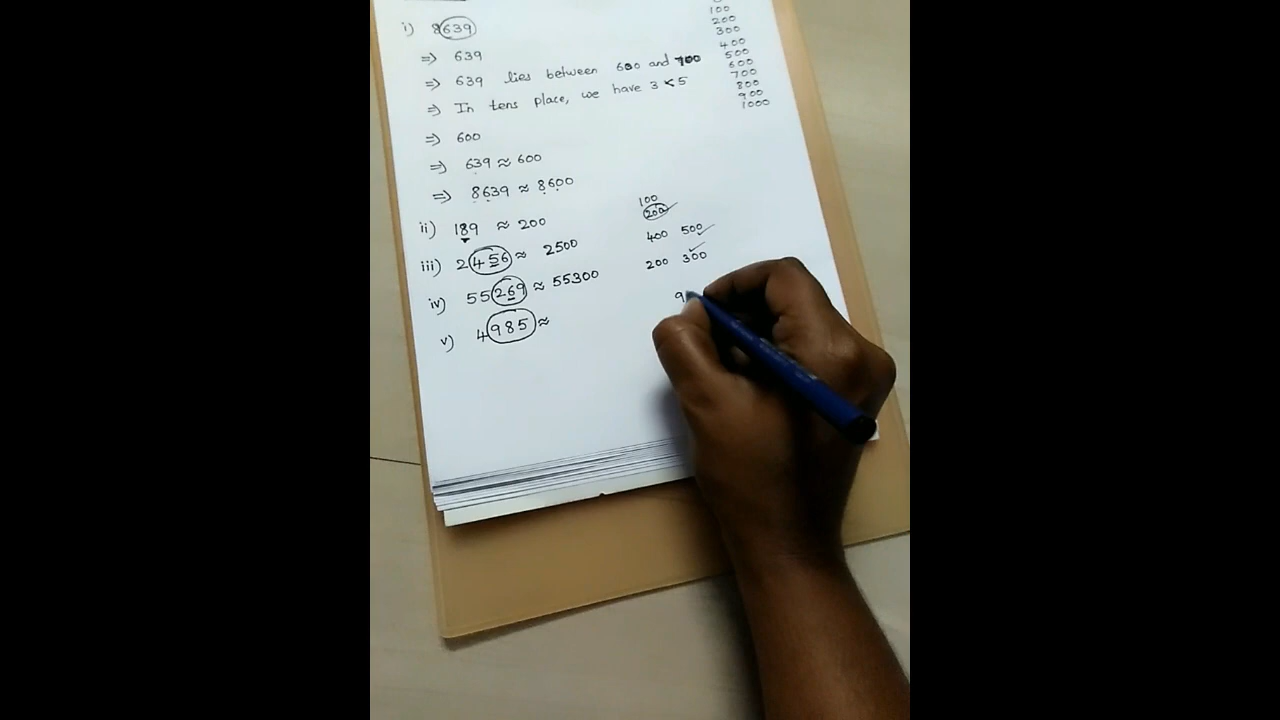 i) 8639
⇒ 639
⇒ 639 lies between 600 and 700
⇒ In tens place, we have 3 < 5
⇒ 600
⇒ 639 ≈ 600
⇒ 8639 ≈ 8600
ii) 189 ≈ 200
iii) 2456 ≈ 2500
iv) 55269 ≈ 55300
v) 4985 ≈
100
200
300
400
500
600
700
800
900
1000
100
200
400 500
200 300
9